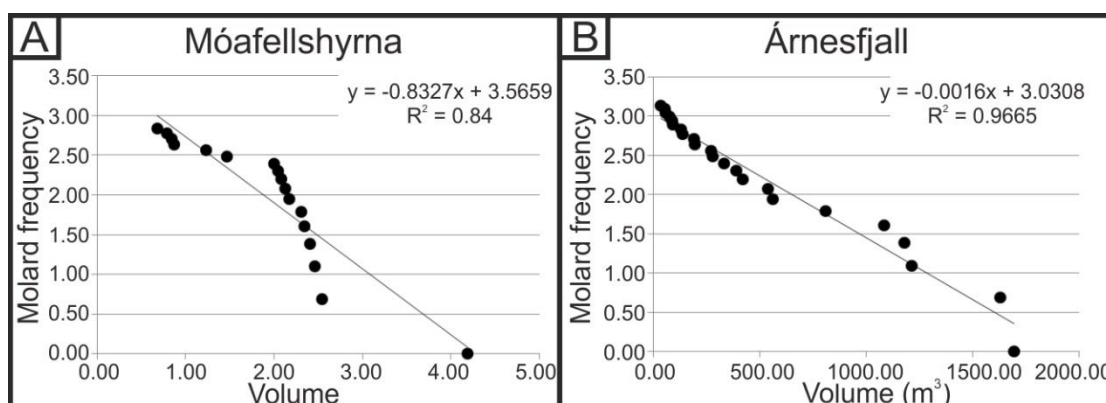 A
Móafellshyrna
y = -0.8327x + 3.5659
R² = 0.84
Molard frequency
3.50
3.00
2.50
2.00
1.50
1.00
0.50
0.00
0.00 1.00 2.00 3.00 4.00 5.00
Volume
B
Árnesfjall
y = -0.0016x + 3.0308
R² = 0.9665
Molard frequency
3.50
3.00
2.50
2.00
1.50
1.00
0.50
0.00
0.00 500.00 1000.00 1500.00 2000.00
Volume (m³)